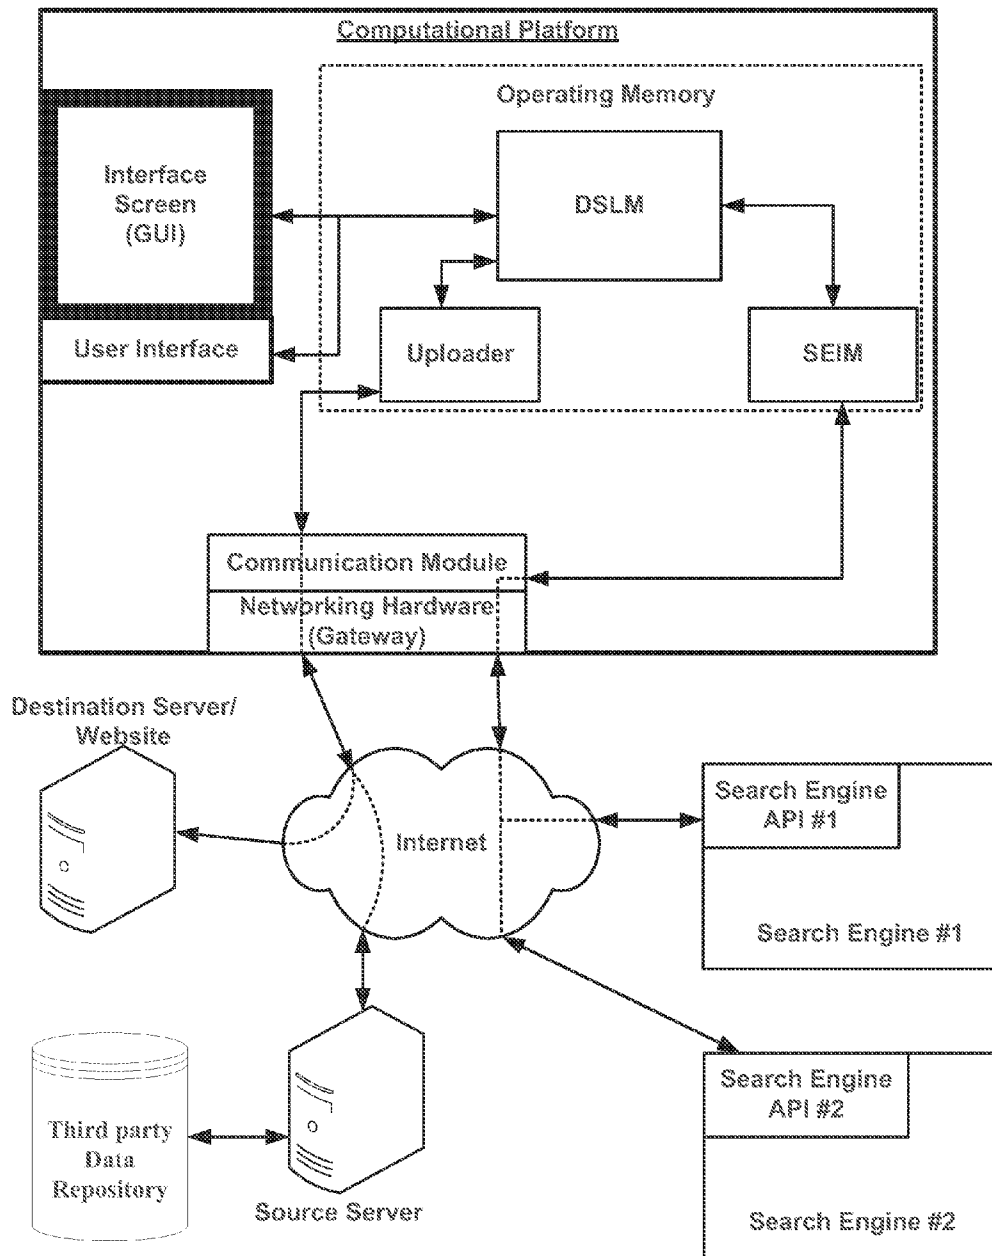 Computational Platform
Operating Memory
Interface
Screen
(GUI)
DSLM
User Interface
Uploader
SEIM
Communication Module
Networking Hardware
(Gateway)
Destination Server/
Website
Internet
Search Engine
API #1
Search Engine #1
Search Engine
API #2
Search Engine #2
Third party
Data
Repository
Source Server